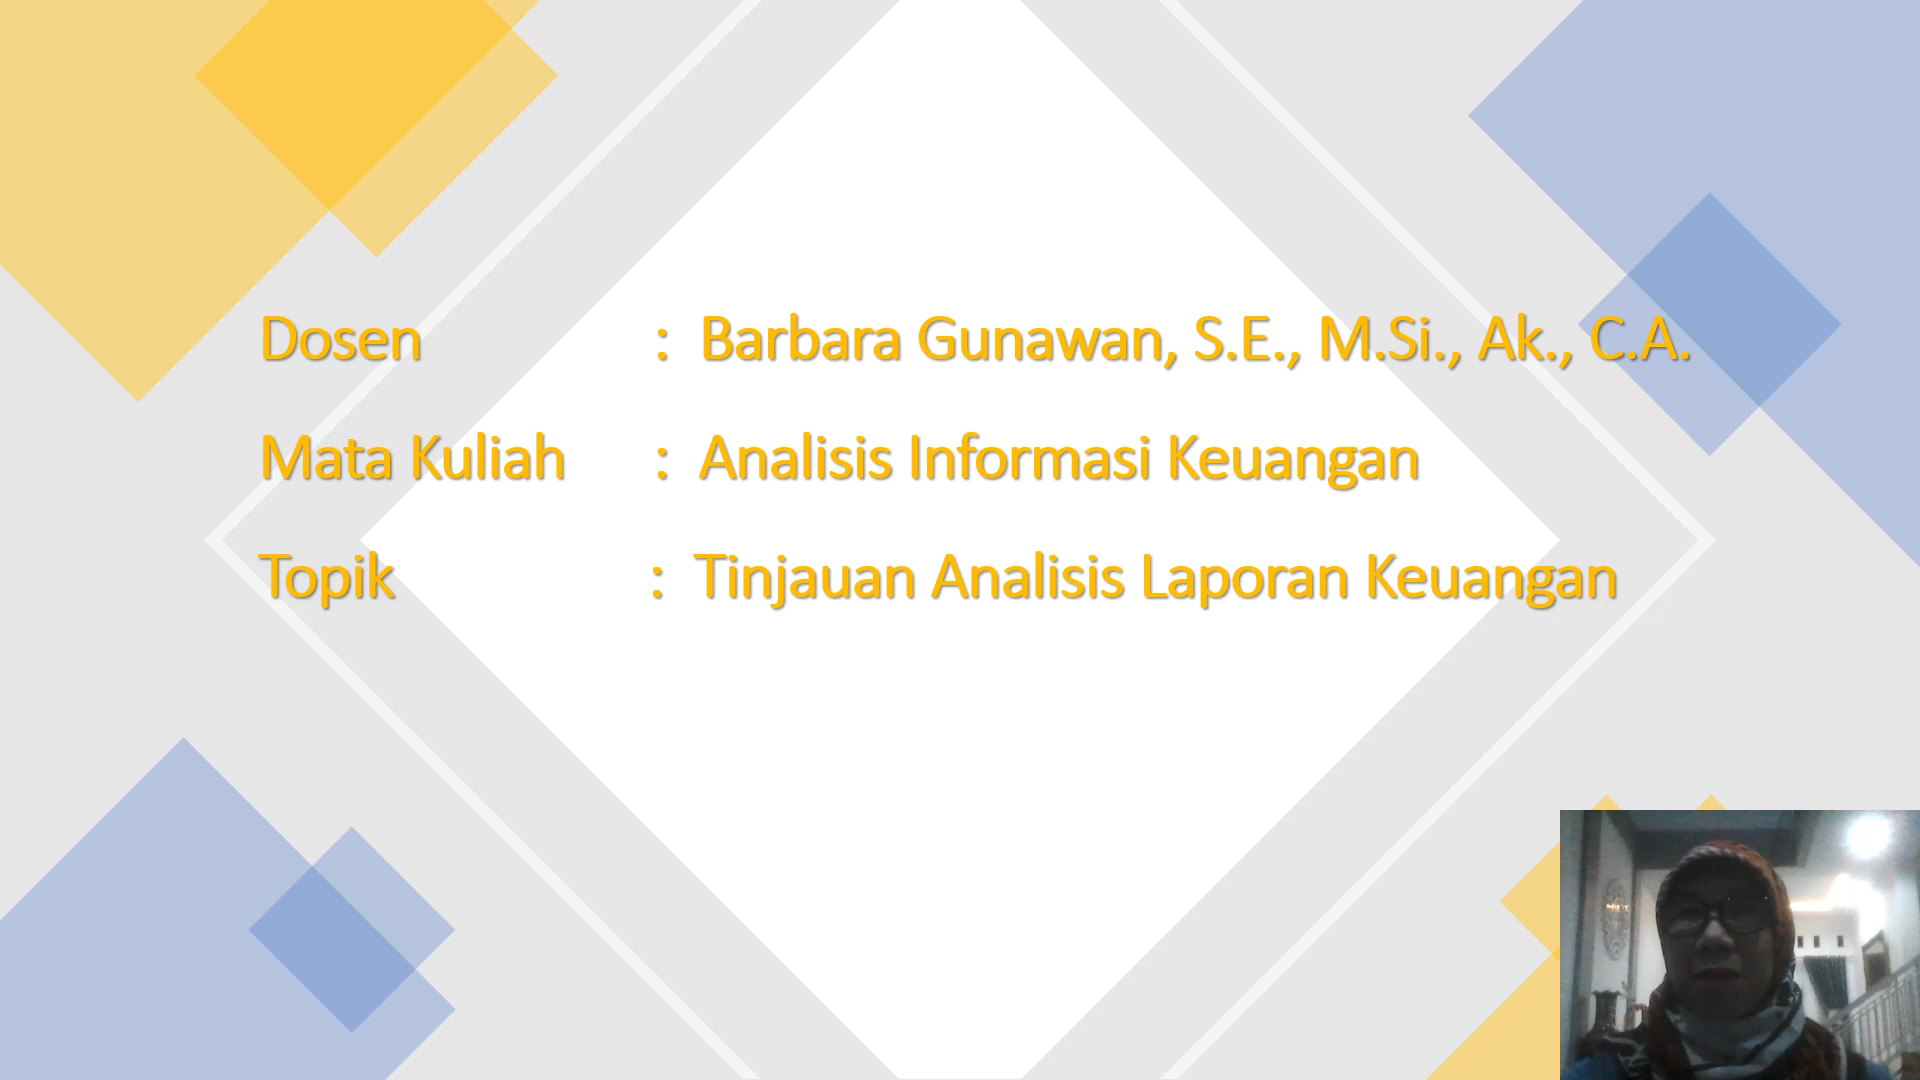 Dosen : Barbara Gunawan, S.E., M.Si., Ak., C.A.
Mata Kuliah : Analisis Informasi Keuangan
Topik : Tinjauan Analisis Laporan Keuangan